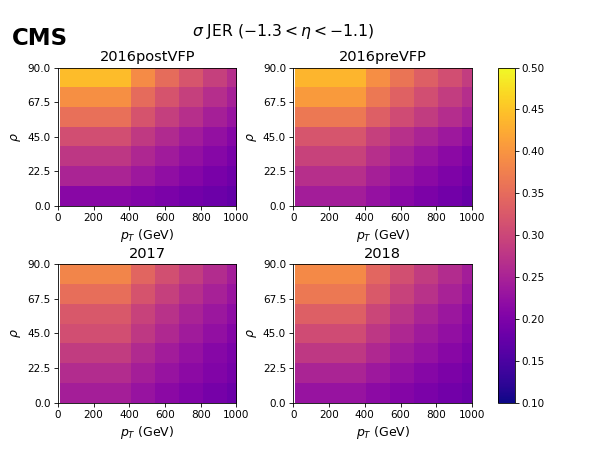 CMS
σ JER (−1.3 < η < −1.1)
2016postVFP
2016preVFP
90.0
67.5
45.0
22.5
0.0
ρ
0 200 400 600 800 1000
p_T (GeV)
90.0
67.5
45.0
22.5
0.0
ρ
0 200 400 600 800 1000
p_T (GeV)
2017
2018
90.0
67.5
45.0
22.5
0.0
ρ
0 200 400 600 800 1000
p_T (GeV)
90.0
67.5
45.0
22.5
0.0
ρ
0 200 400 600 800 1000
p_T (GeV)
0.50
0.45
0.40
0.35
0.30
0.25
0.20
0.15
0.10